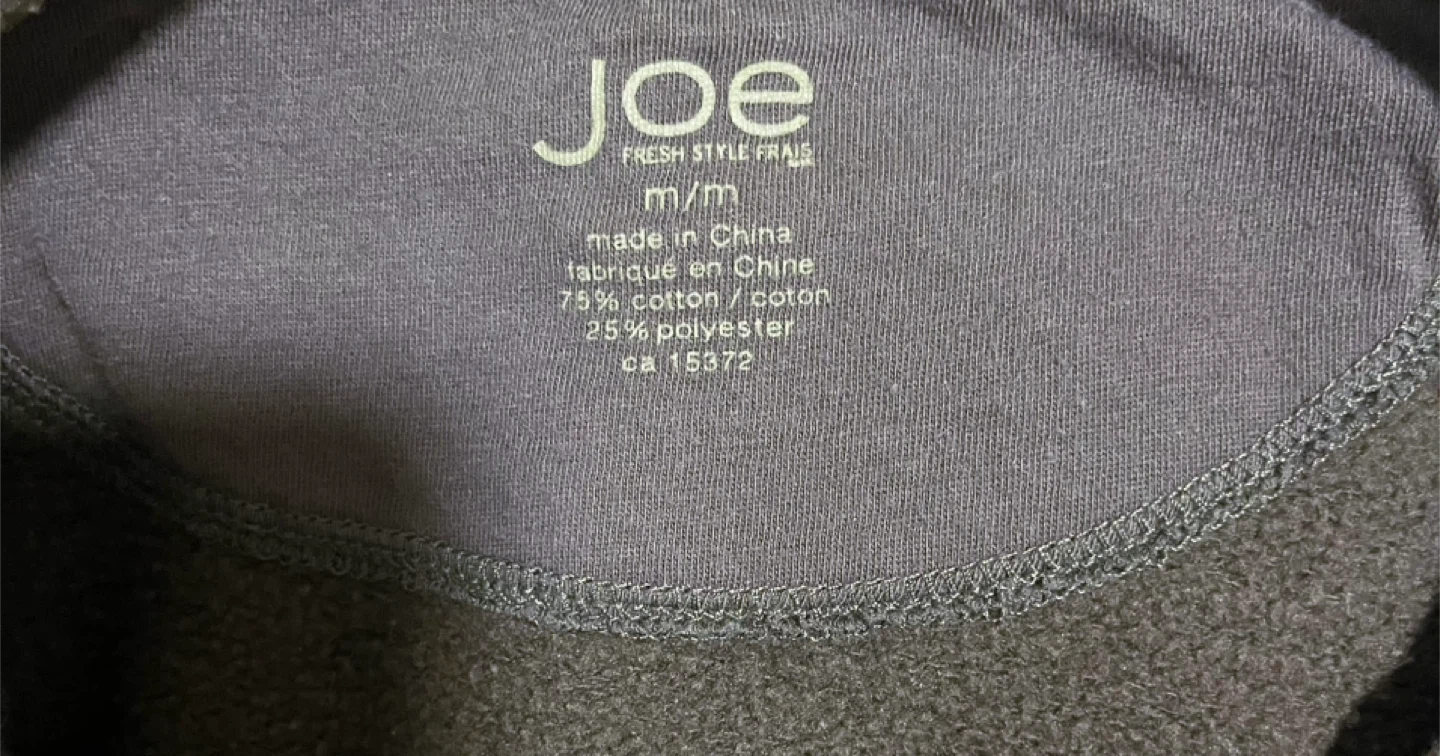 Joe
FRESH STYLE FRAIS
m/m
made in China
fabriqué en Chine
75% cotton / coton
25% polyester
ca 15372